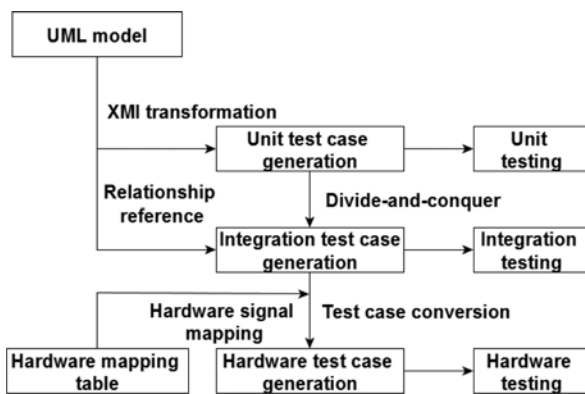 UML model
XMI transformation
Unit test case
generation
Unit
testing
Relationship
reference
Divide-and-conquer
Integration test case
generation
Integration
testing
Hardware signal
mapping
Test case conversion
Hardware mapping
table
Hardware test case
generation
Hardware
testing